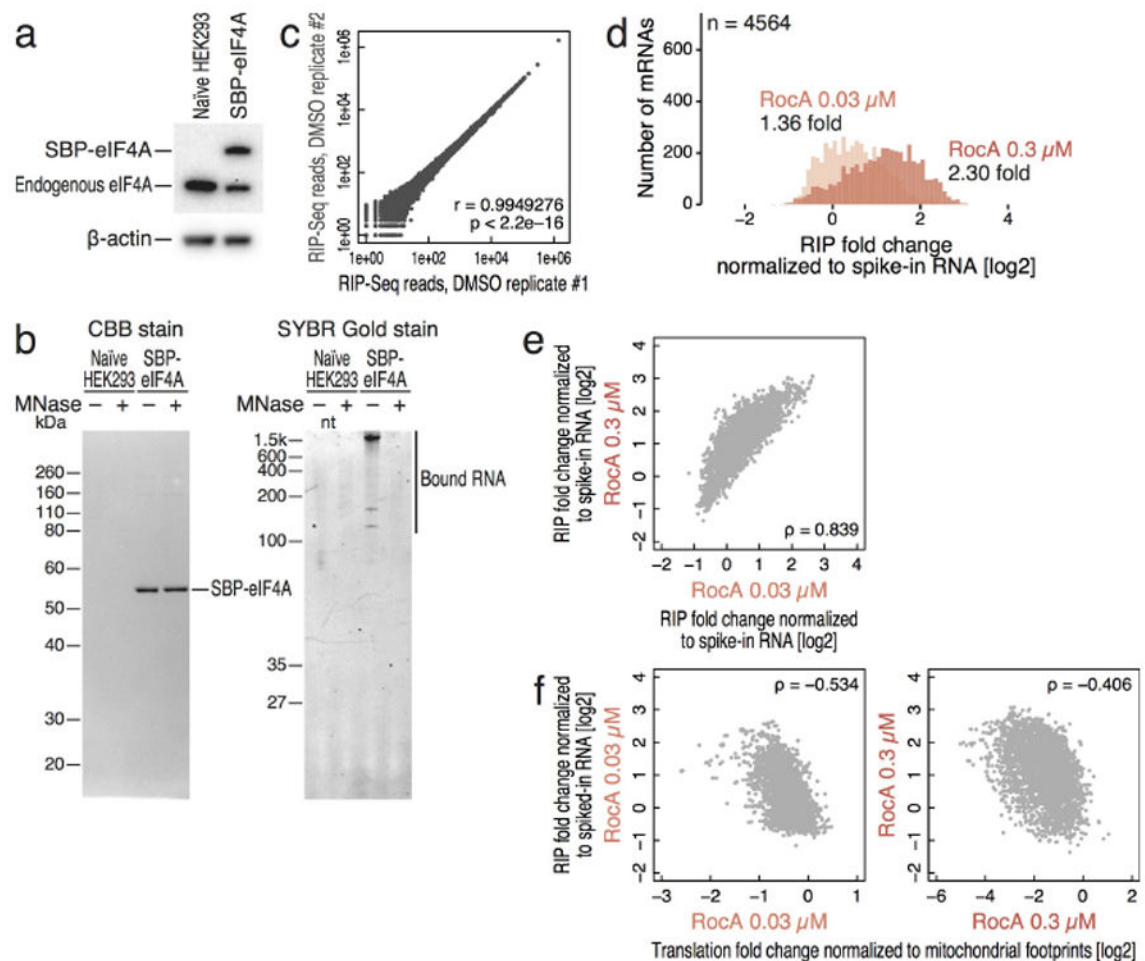 a
Naïve HEK293
SBP-eIF4A
SBP-eIF4A
Endogenous eIF4A
β-actin
c
RIP-Seq reads, DMSO replicate #2
1e+06
1e+04
1e+02
1e+00
r = 0.9949276
p < 2.2e−16
1e+00 1e+02 1e+04 1e+06
RIP-Seq reads, DMSO replicate #1
d
n = 4564
Number of mRNAs
600
400
200
0
RocA 0.03 µM
1.36 fold
RocA 0.3 µM
2.30 fold
−2 0 2 4
RIP fold change
normalized to spike-in RNA [log2]
b
CBB stain
Naïve HEK293
SBP-eIF4A
MNase − + − +
kDa
260
160
110
80
60
50
40
30
20
SBP-eIF4A
SYBR Gold stain
Naïve HEK293
SBP-eIF4A
MNase − + − +
nt
1.5k
600
400
200
100
35
27
Bound RNA
e
RIP fold change normalized
to spike-in RNA [log2]
RocA 0.3 µM
4
3
2
1
0
−1
−2
ρ = 0.839
−2 −1 0 1 2 3 4
RocA 0.03 µM
RIP fold change normalized
to spike-in RNA [log2]
f
RIP fold change normalized
to spiked-in RNA [log2]
RocA 0.03 µM
4
3
2
1
0
−1
−2
ρ = −0.534
−3 −2 −1 0 1
RocA 0.03 µM
RocA 0.3 µM
4
3
2
1
0
−1
−2
ρ = −0.406
−6 −4 −2 0 2
RocA 0.3 µM
Translation fold change normalized to mitochondrial footprints [log2]